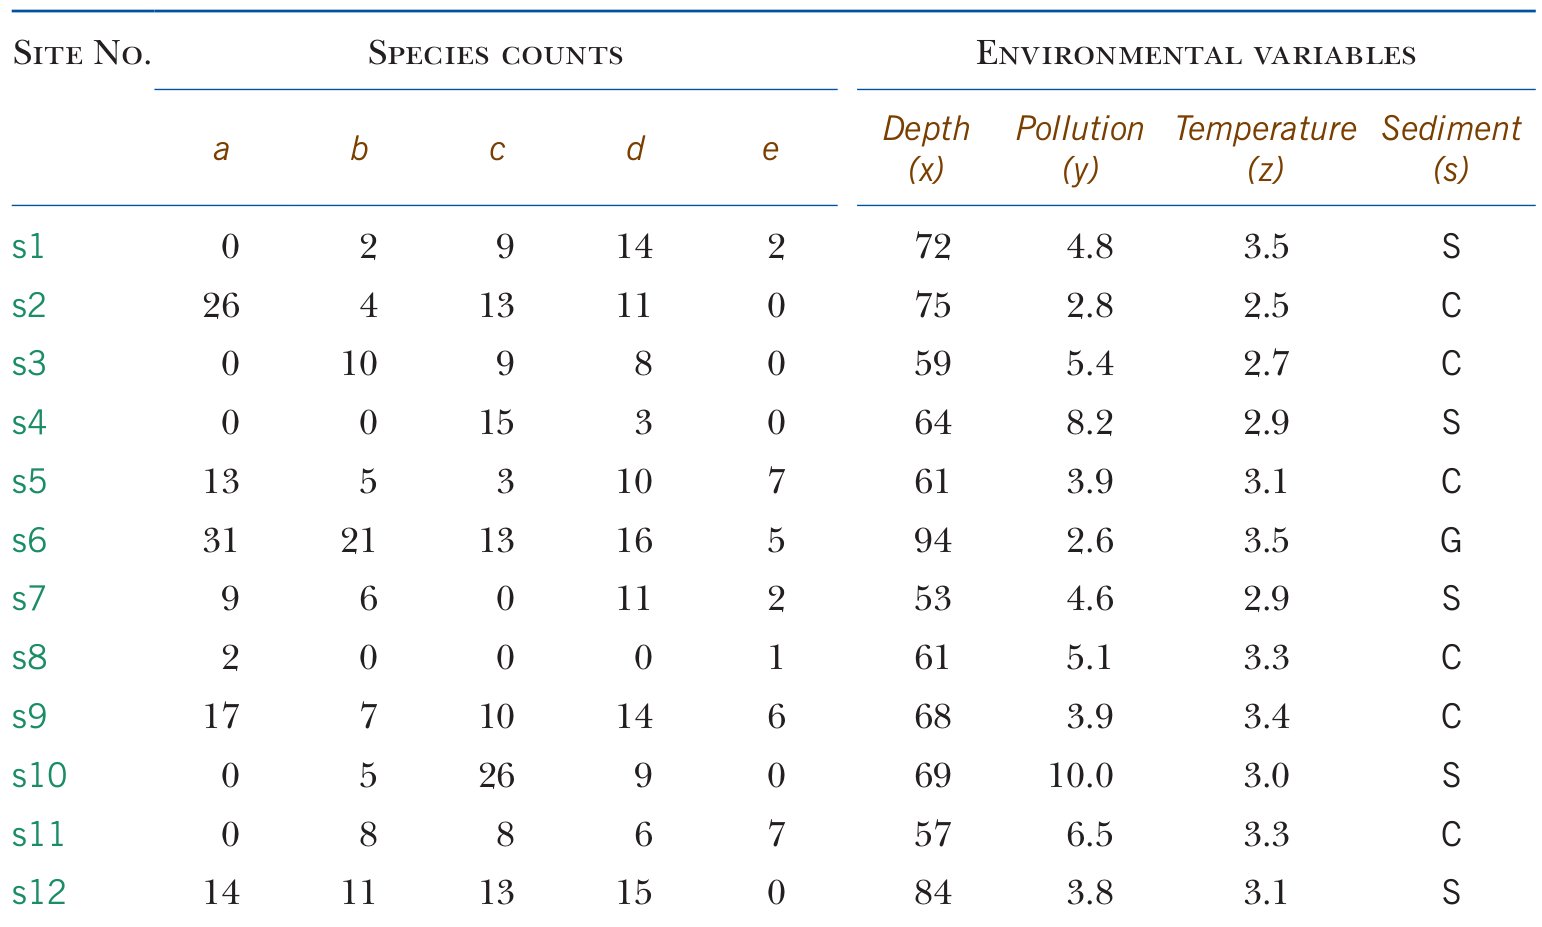 SITE NO. SPECIES COUNTS ENVIRONMENTAL VARIABLES
a b c d e Depth (x) Pollution (y) Temperature (z) Sediment (s)
s1 0 2 9 14 2 72 4.8 3.5 S
s2 26 4 13 11 0 75 2.8 2.5 C
s3 0 10 9 8 0 59 5.4 2.7 C
s4 0 0 15 3 0 64 8.2 2.9 S
s5 13 5 3 10 7 61 3.9 3.1 C
s6 31 21 13 16 5 94 2.6 3.5 G
s7 9 6 0 11 2 53 4.6 2.9 S
s8 2 0 0 0 1 61 5.1 3.3 C
s9 17 7 10 14 6 68 3.9 3.4 C
s10 0 5 26 9 0 69 10.0 3.0 S
s11 0 8 8 6 7 57 6.5 3.3 C
s12 14 11 13 15 0 84 3.8 3.1 S